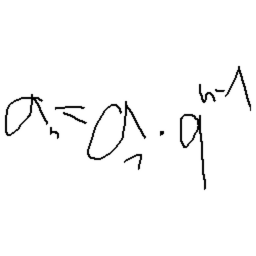 aₙ = a₁ · qⁿ⁻¹